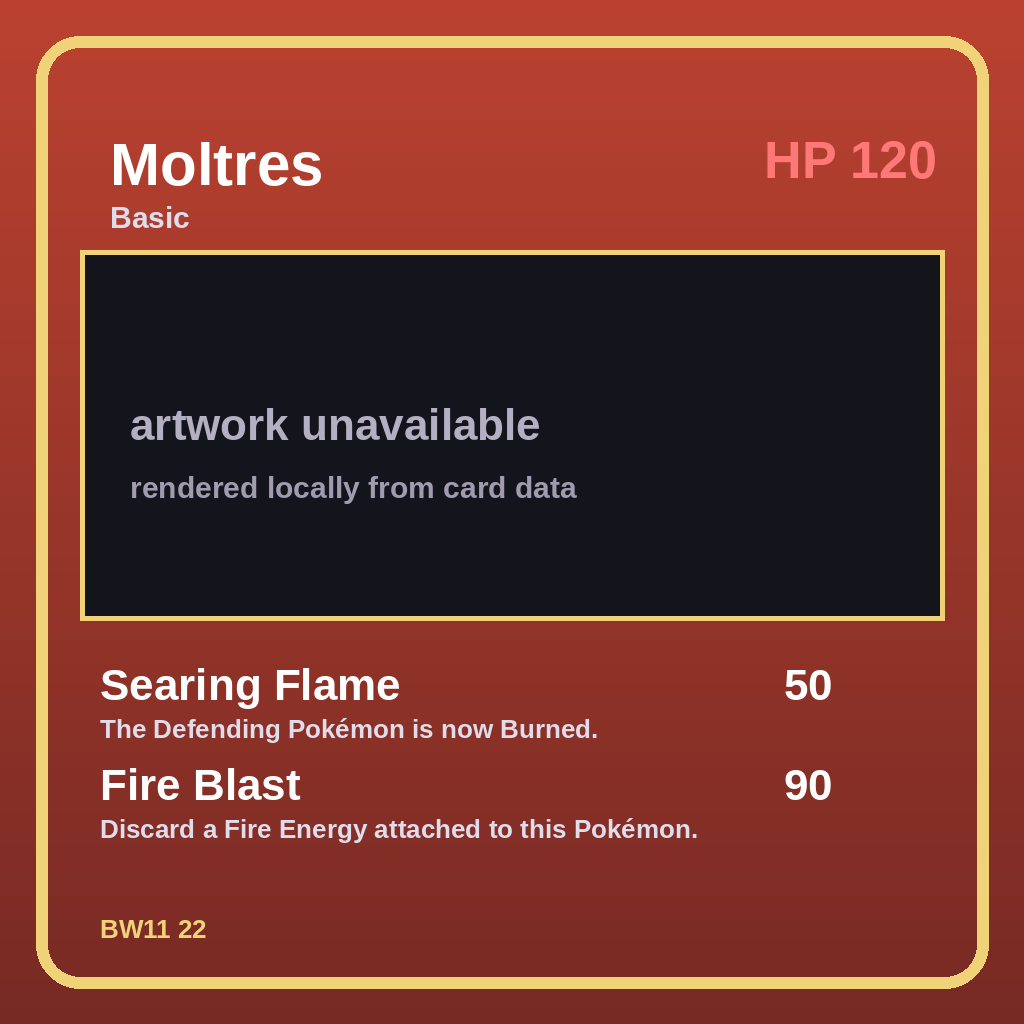 Moltres
HP 120
Basic
artwork unavailable
rendered locally from card data
Searing Flame 50
The Defending Pokémon is now Burned.
Fire Blast 90
Discard a Fire Energy attached to this Pokémon.
BW11 22